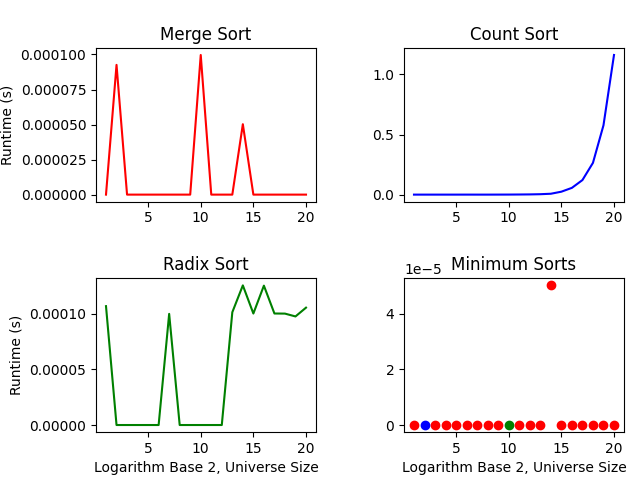 Merge Sort
Runtime (s)
0.000100
0.000075
0.000050
0.000025
0.000000
5 10 15 20
Count Sort
1.0
0.5
0.0
5 10 15 20
Radix Sort
Runtime (s)
0.00010
0.00005
0.00000
5 10 15 20
Logarithm Base 2, Universe Size
Minimum Sorts
1e−5
4
2
0
5 10 15 20
Logarithm Base 2, Universe Size